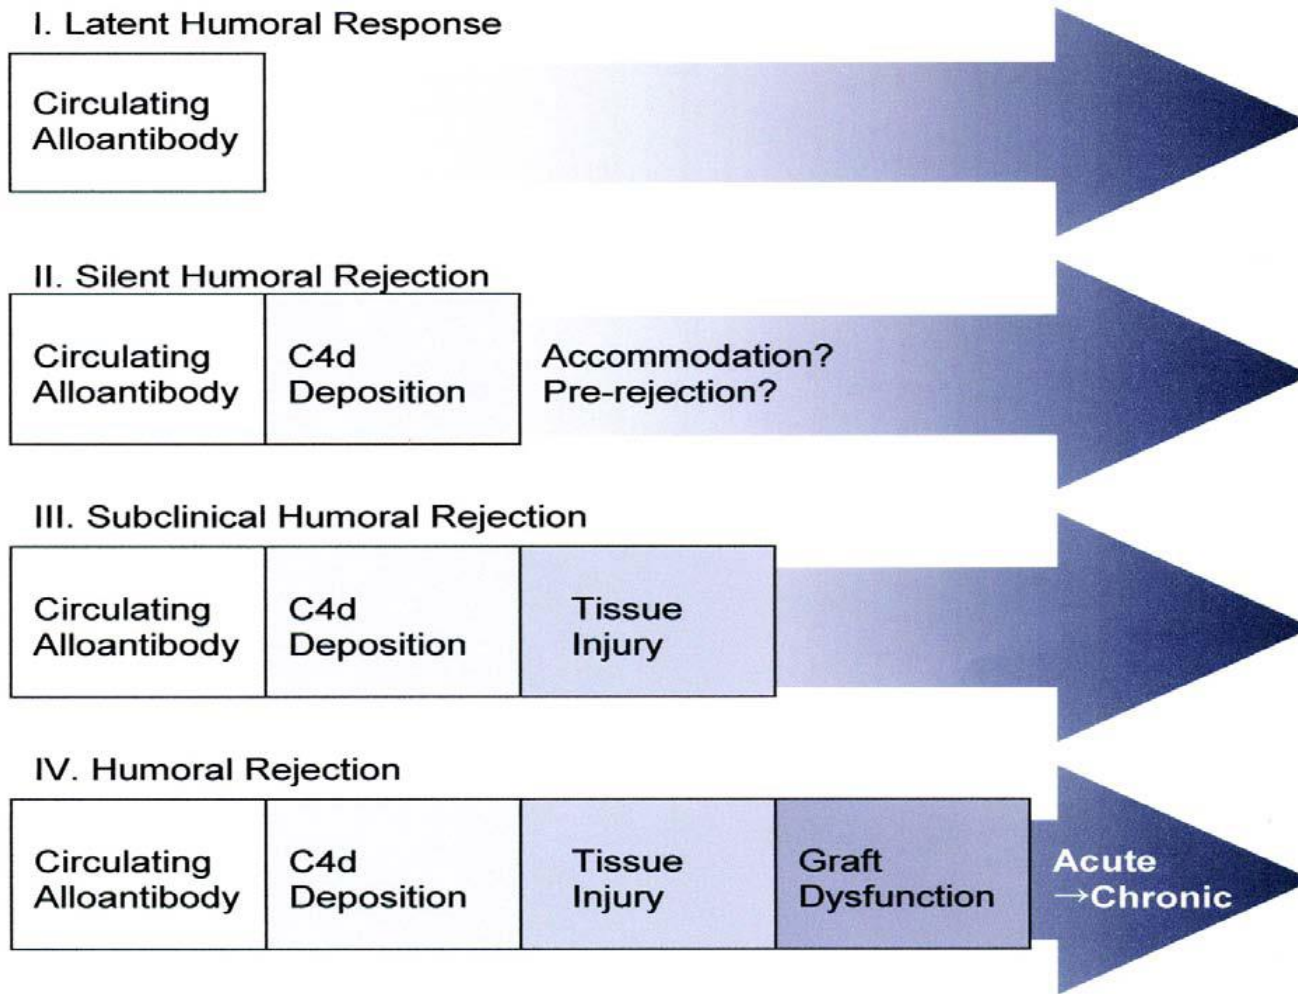 I. Latent Humoral Response
Circulating
Alloantibody
II. Silent Humoral Rejection
Circulating
Alloantibody
C4d
Deposition
Accommodation?
Pre-rejection?
III. Subclinical Humoral Rejection
Circulating
Alloantibody
C4d
Deposition
Tissue
Injury
IV. Humoral Rejection
Circulating
Alloantibody
C4d
Deposition
Tissue
Injury
Graft
Dysfunction
Acute
→Chronic